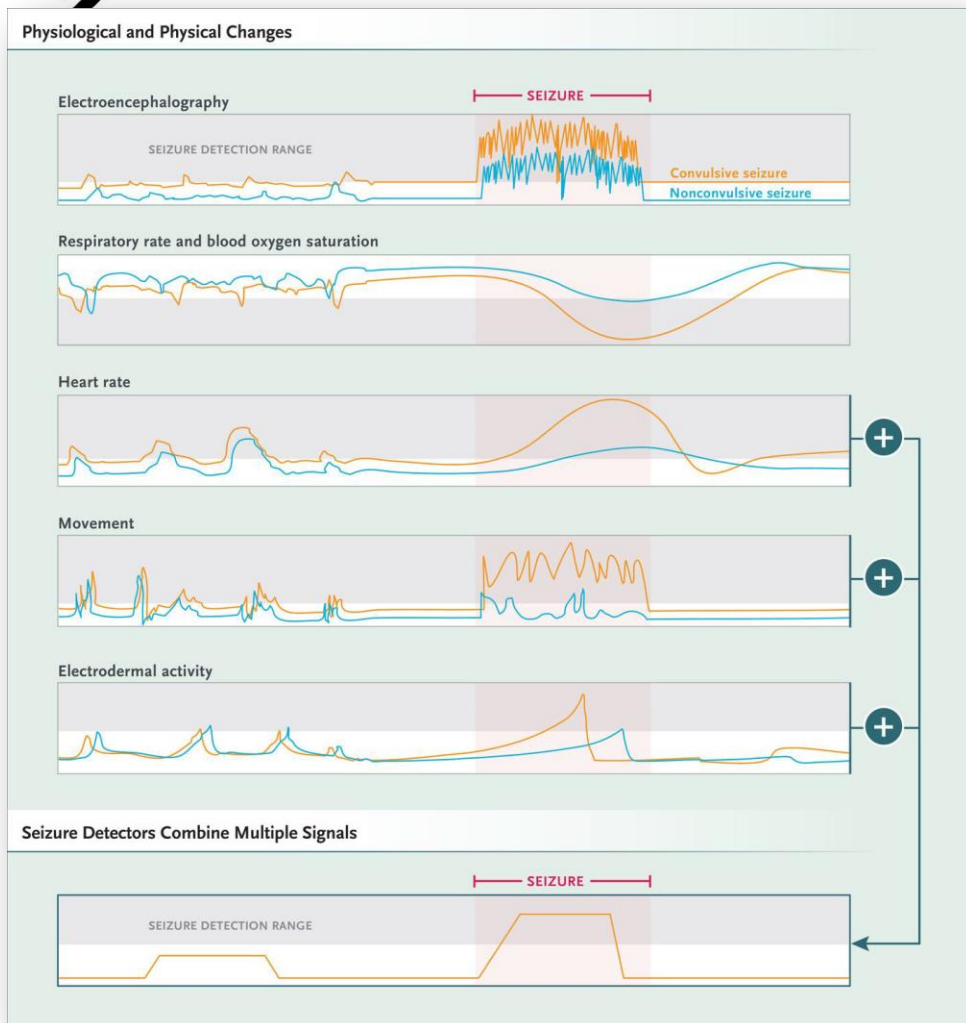 Physiological and Physical Changes
SEIZURE
Electroencephalography
SEIZURE DETECTION RANGE
Convulsive seizure
Nonconvulsive seizure
Respiratory rate and blood oxygen saturation
Heart rate
+
Movement
+
Electrodermal activity
+
Seizure Detectors Combine Multiple Signals
SEIZURE
SEIZURE DETECTION RANGE